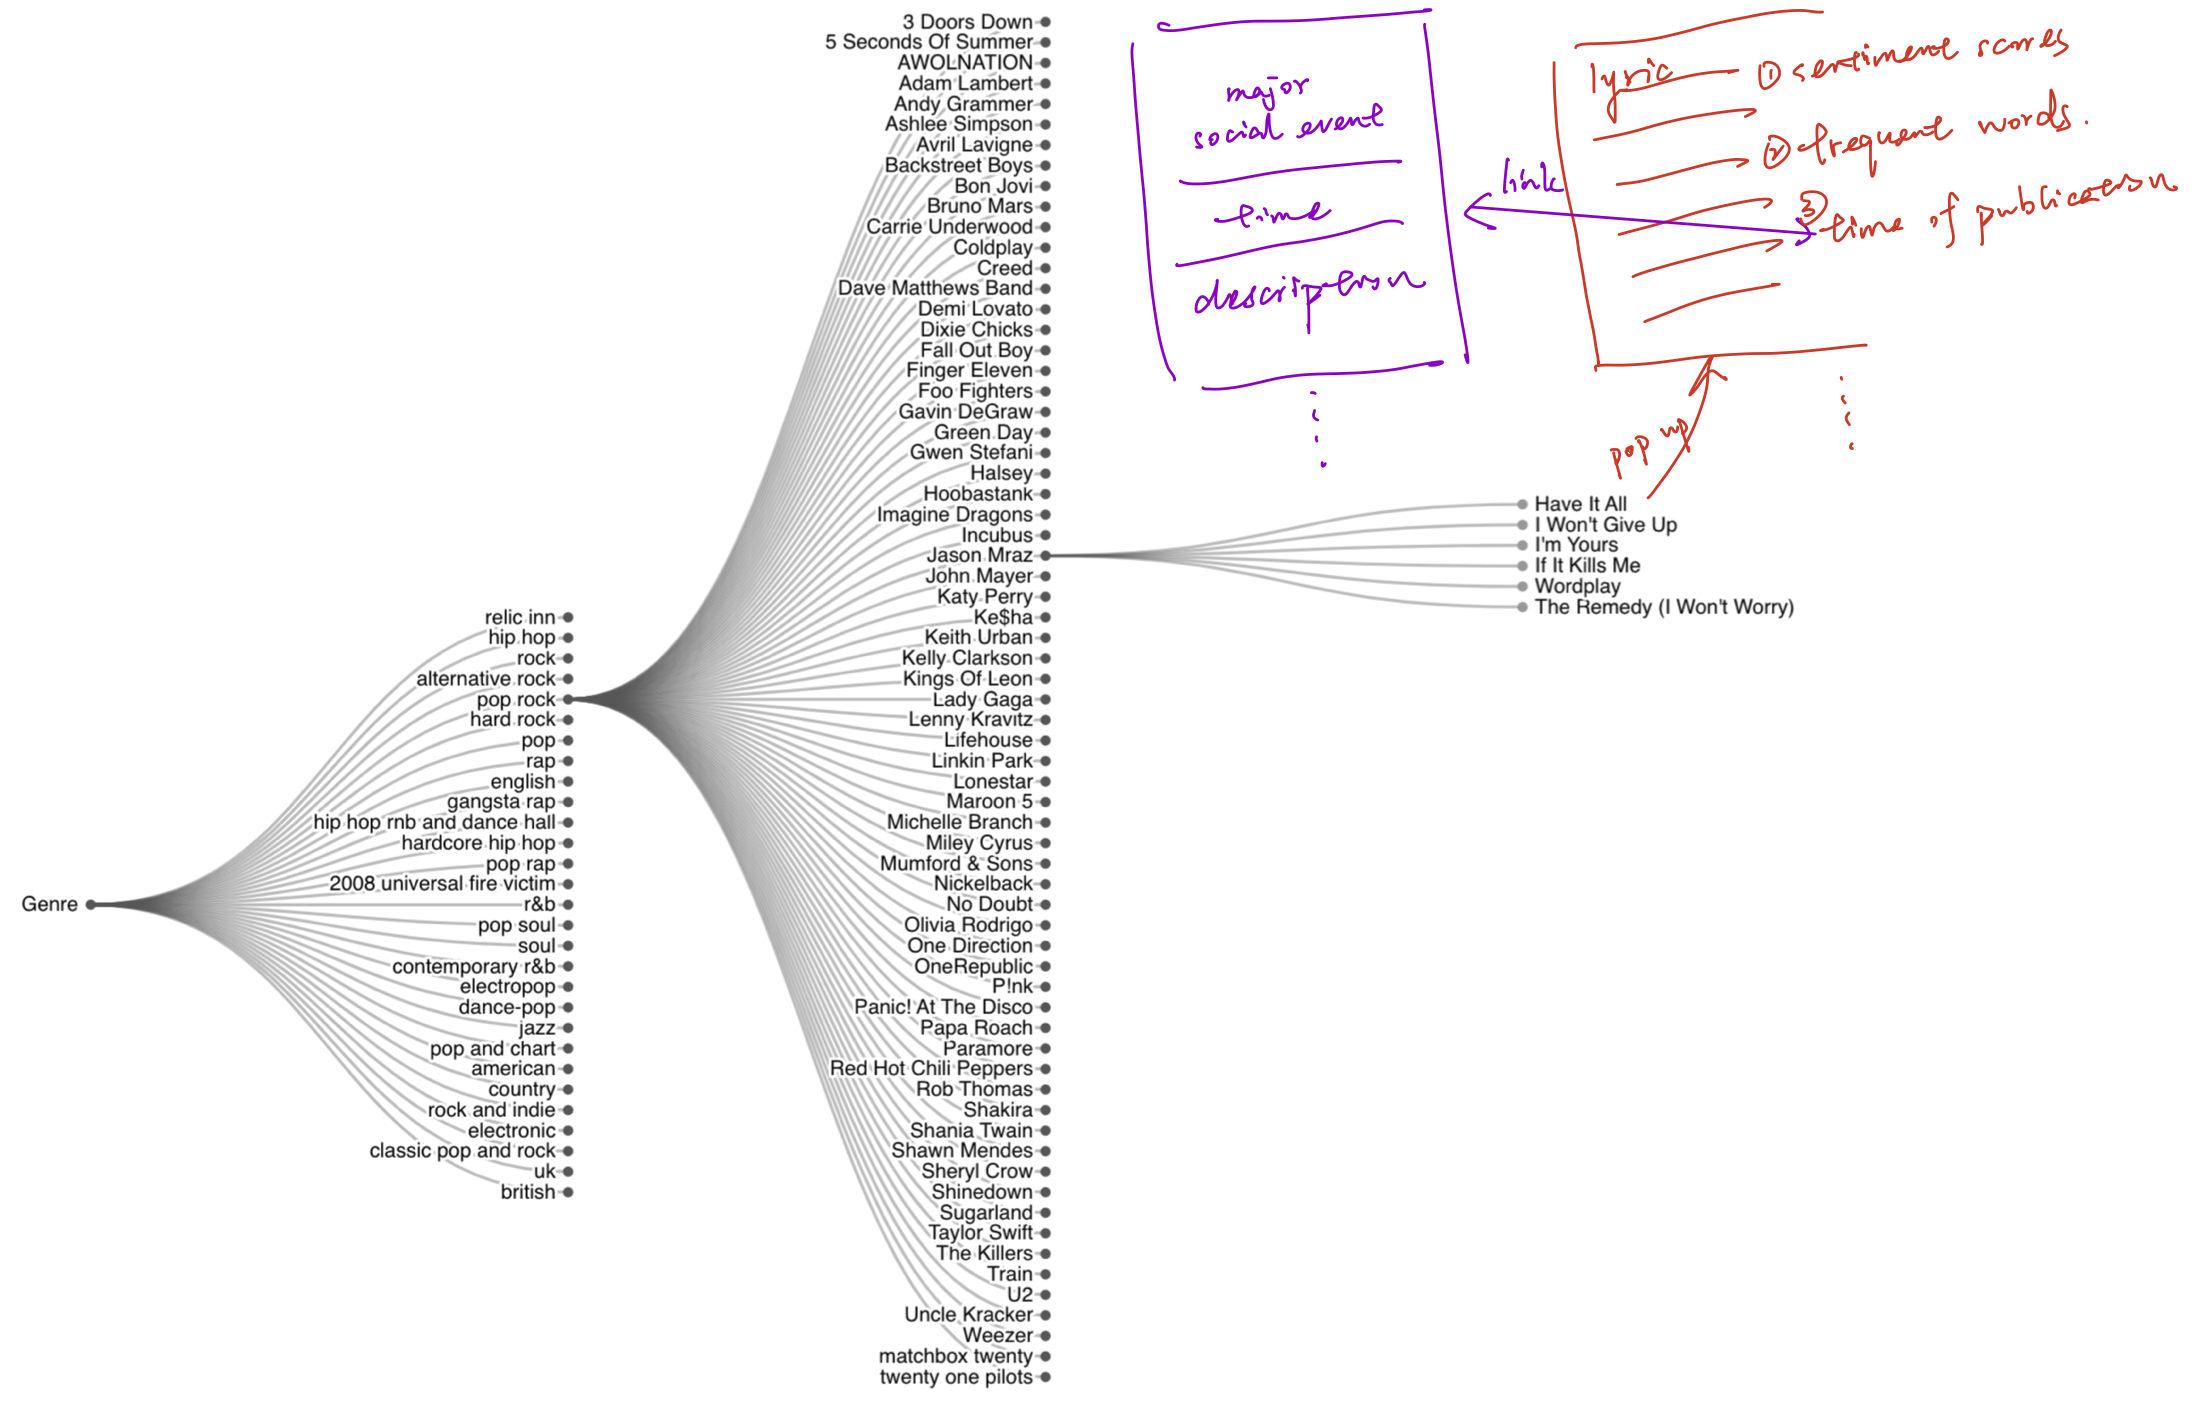 Genre
relic inn
hip hop
rock
alternative rock
pop rock
hard rock
pop
rap
english
gangsta rap
hip hop rnb and dance hall
hardcore hip hop
pop rap
2008 universal fire victim
r&b
pop soul
soul
contemporary r&b
electropop
dance-pop
jazz
pop and chart
american
country
rock and indie
electronic
classic pop and rock
uk
british
3 Doors Down
5 Seconds Of Summer
AWOLNATION
Adam Lambert
Andy Grammer
Ashlee Simpson
Avril Lavigne
Backstreet Boys
Bon Jovi
Bruno Mars
Carrie Underwood
Coldplay
Creed
Dave Matthews Band
Demi Lovato
Dixie Chicks
Fall Out Boy
Finger Eleven
Foo Fighters
Gavin DeGraw
Green Day
Gwen Stefani
Halsey
Hoobastank
Imagine Dragons
Incubus
Jason Mraz
John Mayer
Katy Perry
Ke$ha
Keith Urban
Kelly Clarkson
Kings Of Leon
Lady Gaga
Lenny Kravitz
Lifehouse
Linkin Park
Lonestar
Maroon 5
Michelle Branch
Miley Cyrus
Mumford & Sons
Nickelback
No Doubt
Olivia Rodrigo
One Direction
OneRepublic
P!nk
Panic! At The Disco
Papa Roach
Paramore
Red Hot Chili Peppers
Rob Thomas
Shakira
Shania Twain
Shawn Mendes
Sheryl Crow
Shinedown
Sugarland
Taylor Swift
The Killers
Train
U2
Uncle Kracker
Weezer
matchbox twenty
twenty one pilots
major
social event
time
description
link
lyric
① sentiment scores
② frequent words.
③ time of publication
pop up
Have It All
I Won't Give Up
I'm Yours
If It Kills Me
Wordplay
The Remedy (I Won't Worry)